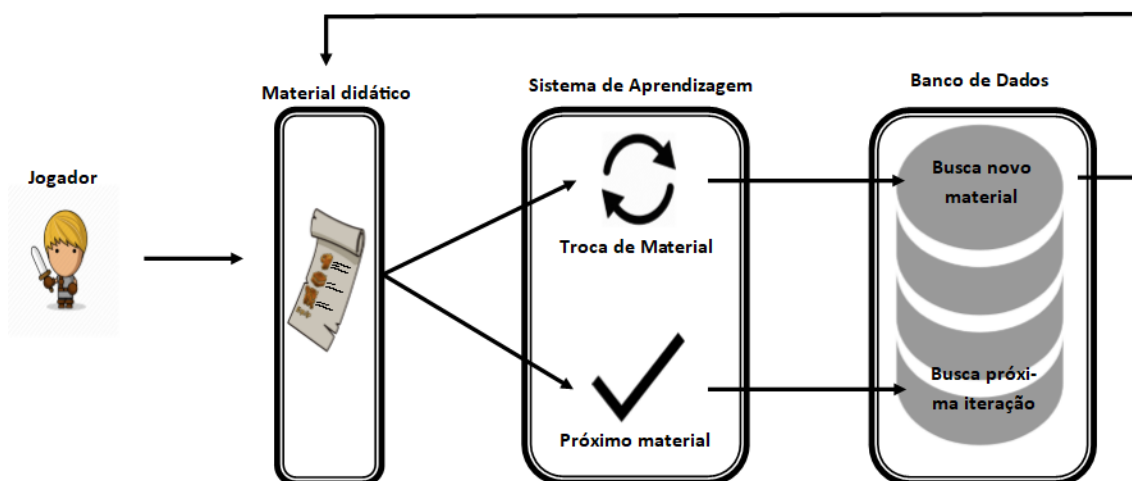 Jogador
Material didático
Sistema de Aprendizagem
Troca de Material
Próximo material
Banco de Dados
Busca novo
material
Busca próxi-
ma iteração